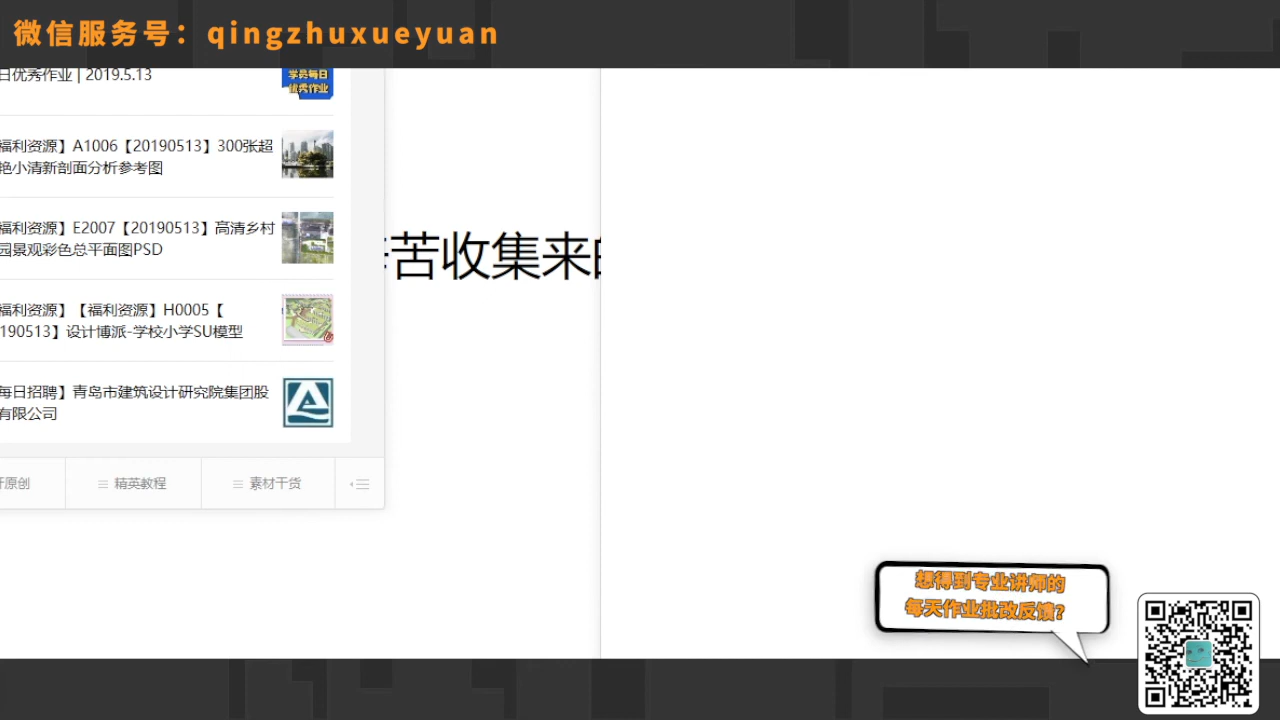 微信服务号：qingzhuxueyuan
日优秀作业 | 2019.5.13
学员每日
优秀作业
福利资源】A1006【20190513】300张超
艳小清新剖面分析参考图
福利资源】E2007【20190513】高清乡村
园景观彩色总平面图PSD
苦收集来
福利资源】【福利资源】H0005【
190513】设计博派-学校小学SU模型
每日招聘】青岛市建筑设计研究院集团股
有限公司
原创
精英教程
素材干货
想得到专业讲师的
每天作业批改反馈？